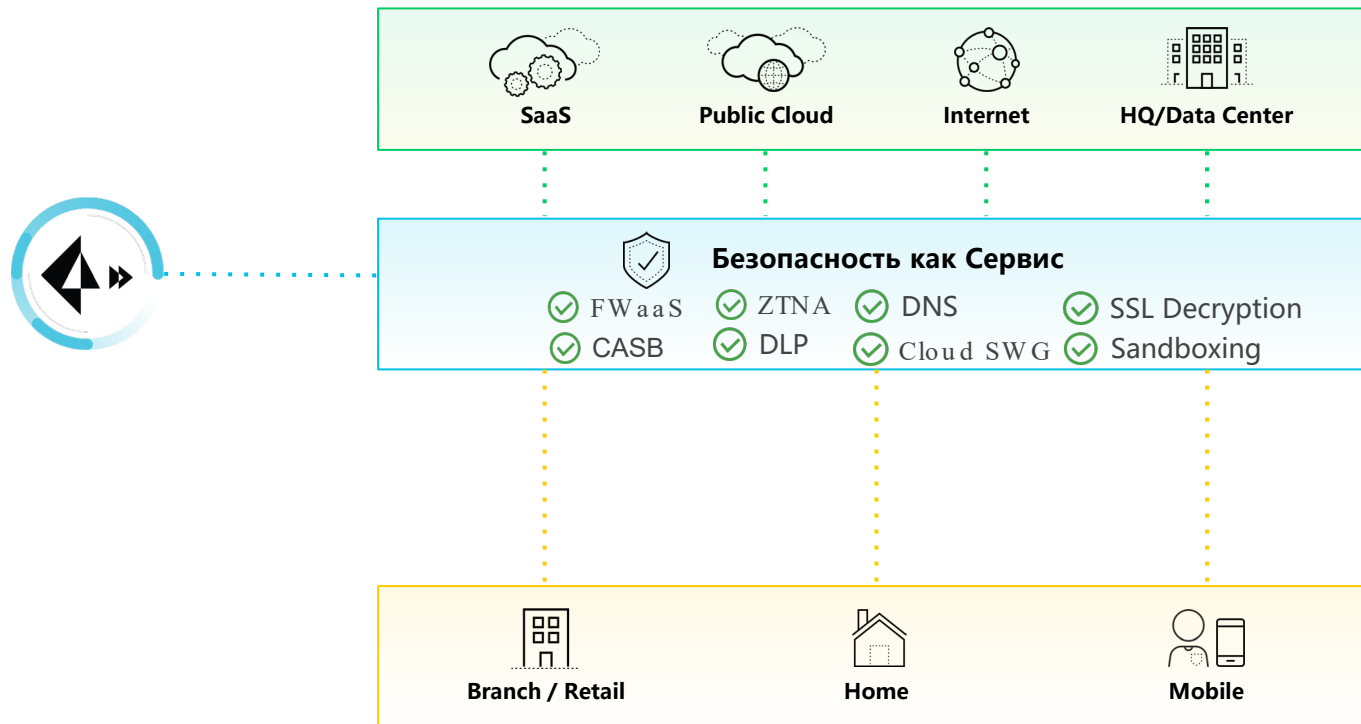 SaaS Public Cloud Internet HQ/Data Center
Безопасность как Сервис
FWaaS ZTNA DNS SSL Decryption
CASB DLP Cloud SWG Sandboxing
Branch / Retail Home Mobile